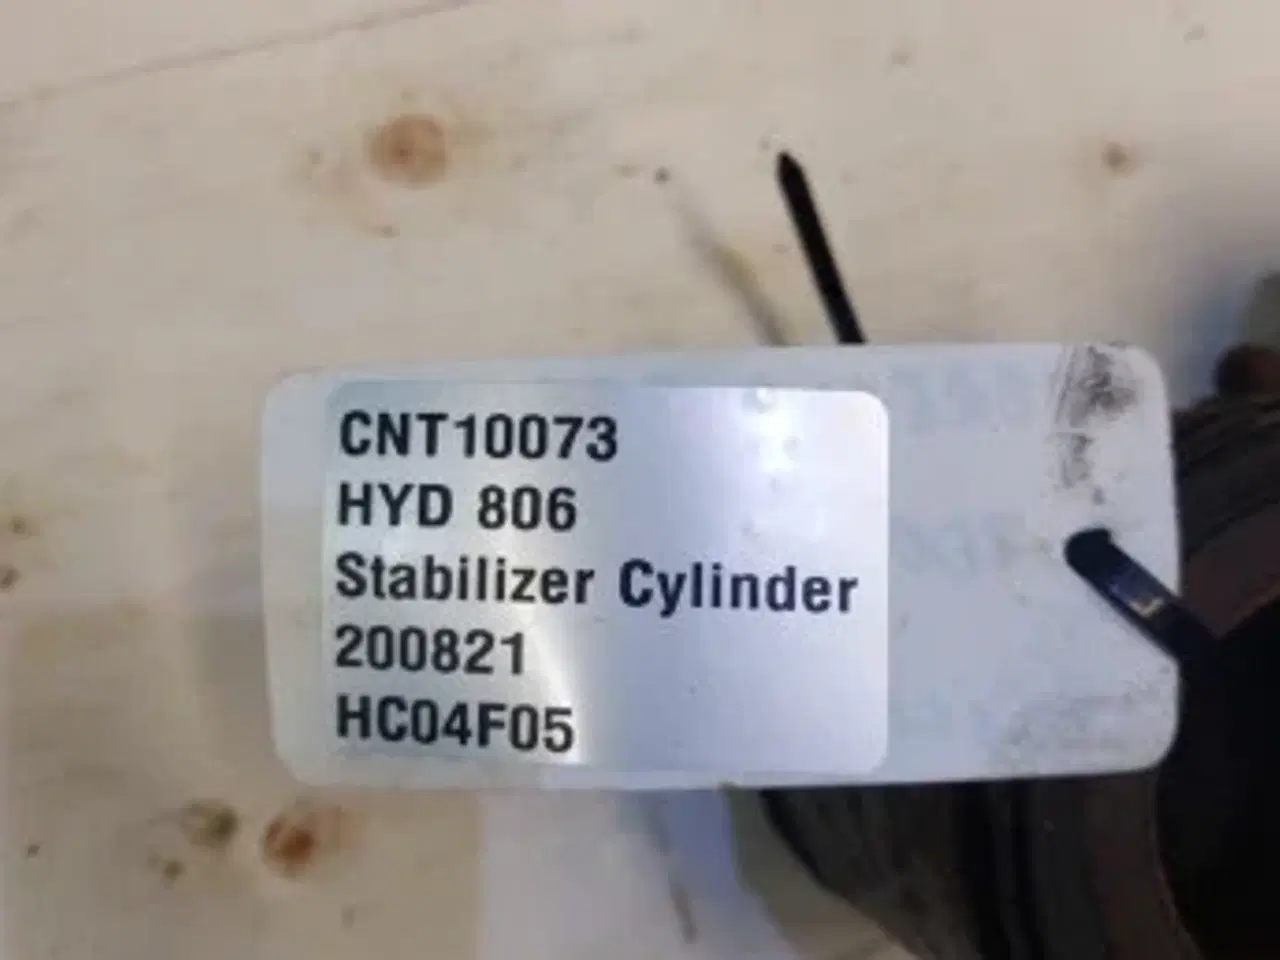 CNT10073
HYD 806
Stabilizer Cylinder
200821
HC04F05